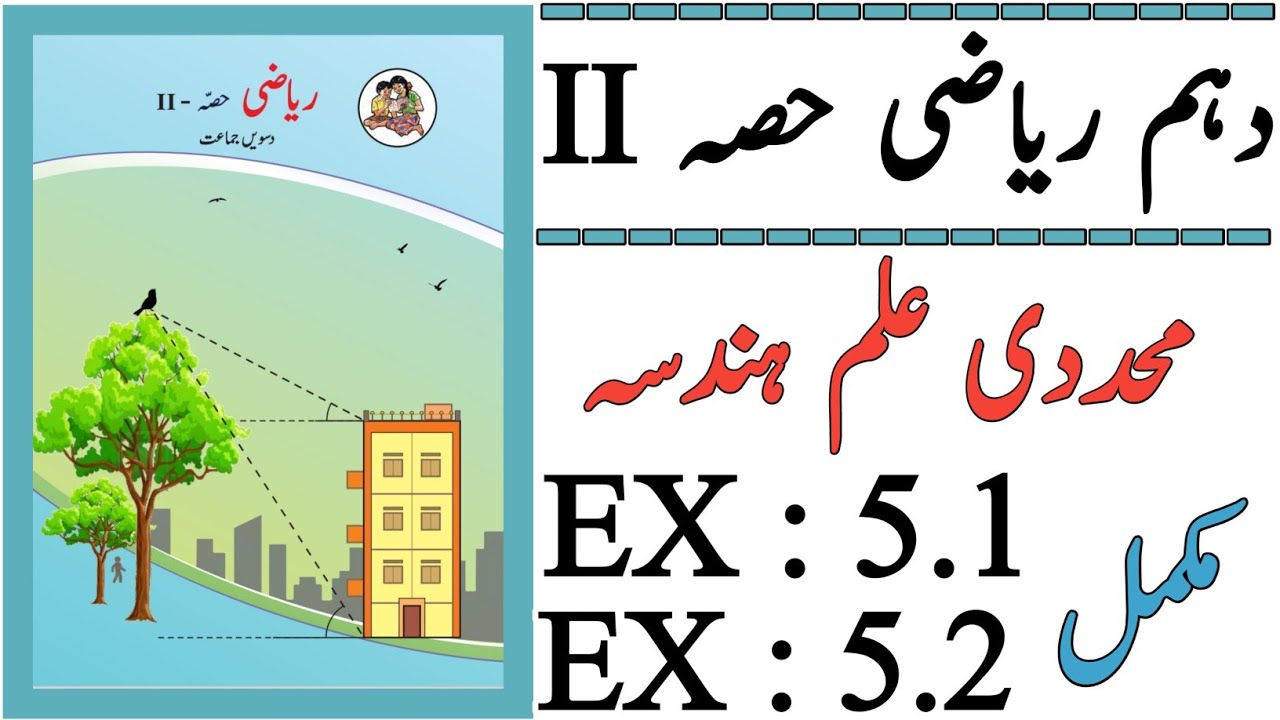 ریاضی حصّہ - II
دسویں جماعت
دہم ریاضی حصہ II
محددی علم ہندسہ
EX : 5.1
EX : 5.2
مکمل